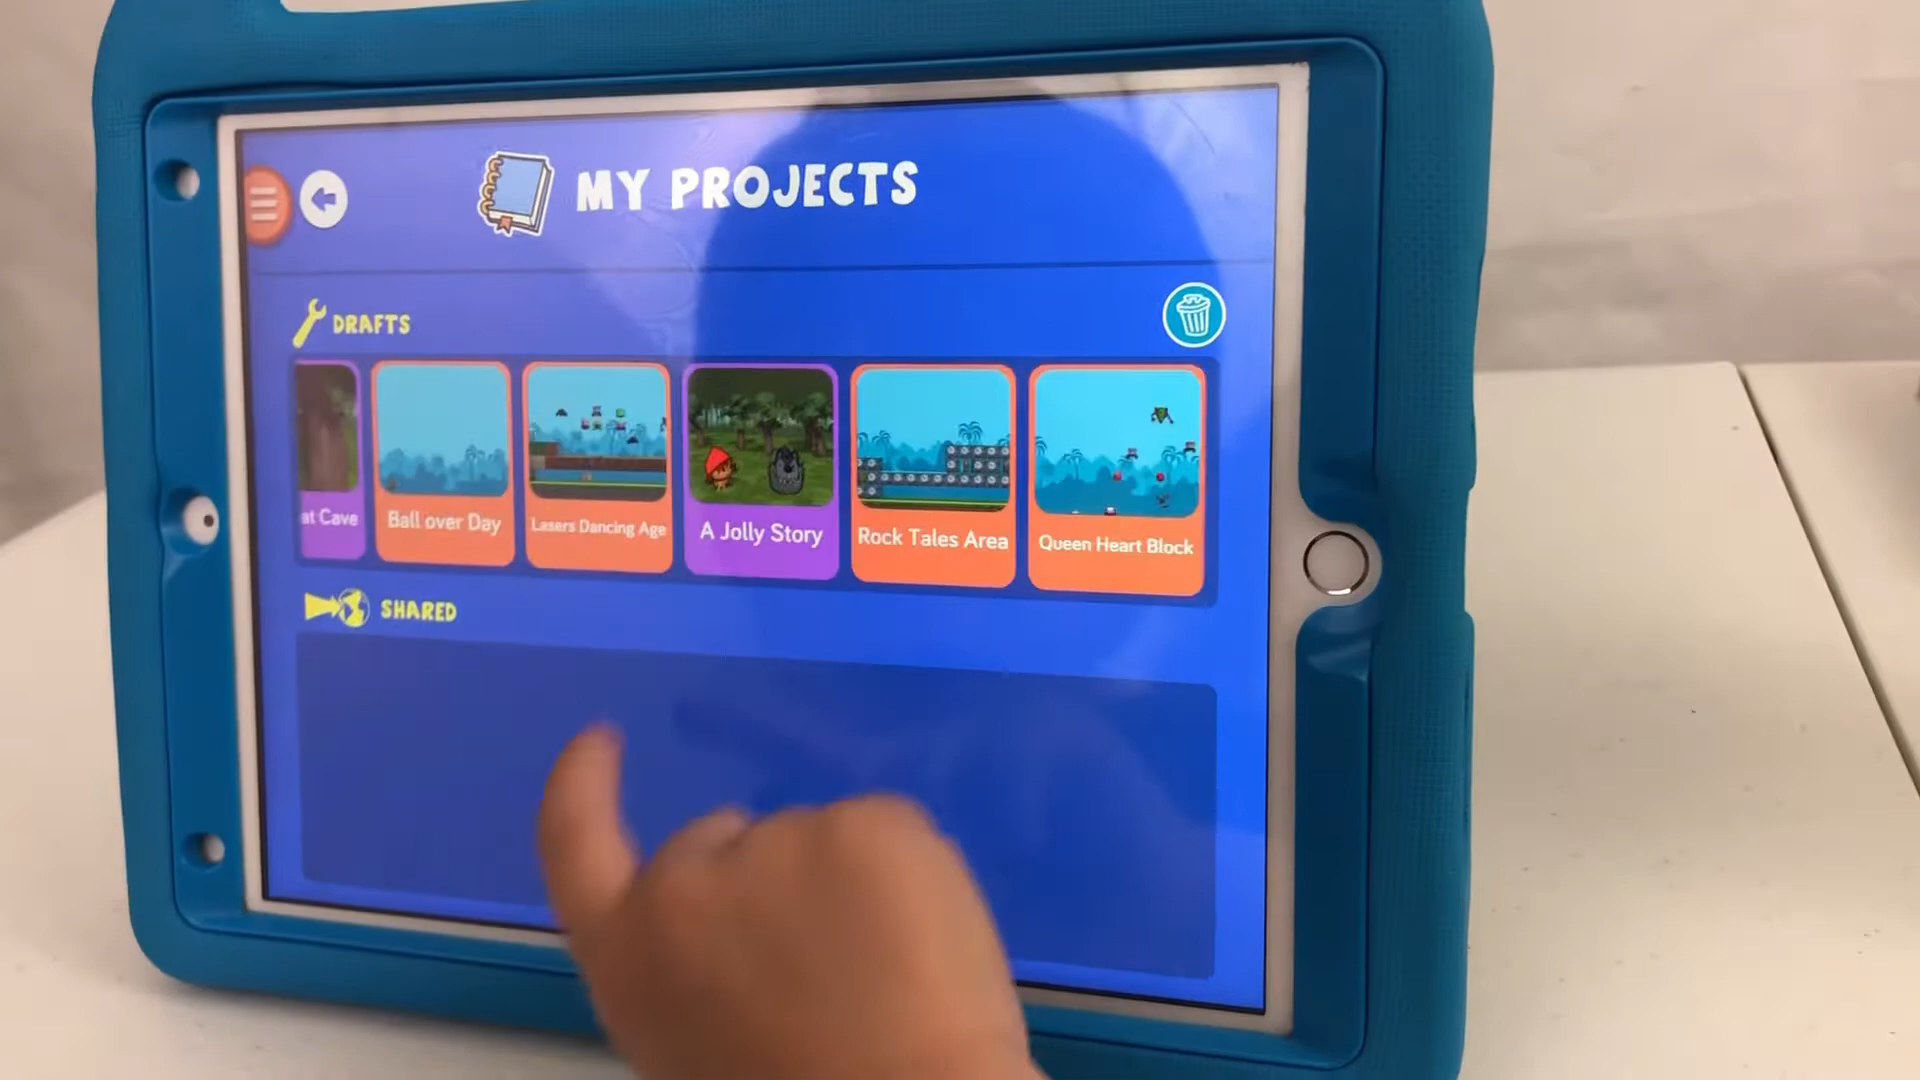 MY PROJECTS
DRAFTS
at Cave
Ball over Day
Lasers Dancing Age
A Jolly Story
Rock Tales Area
Queen Heart Block
SHARED